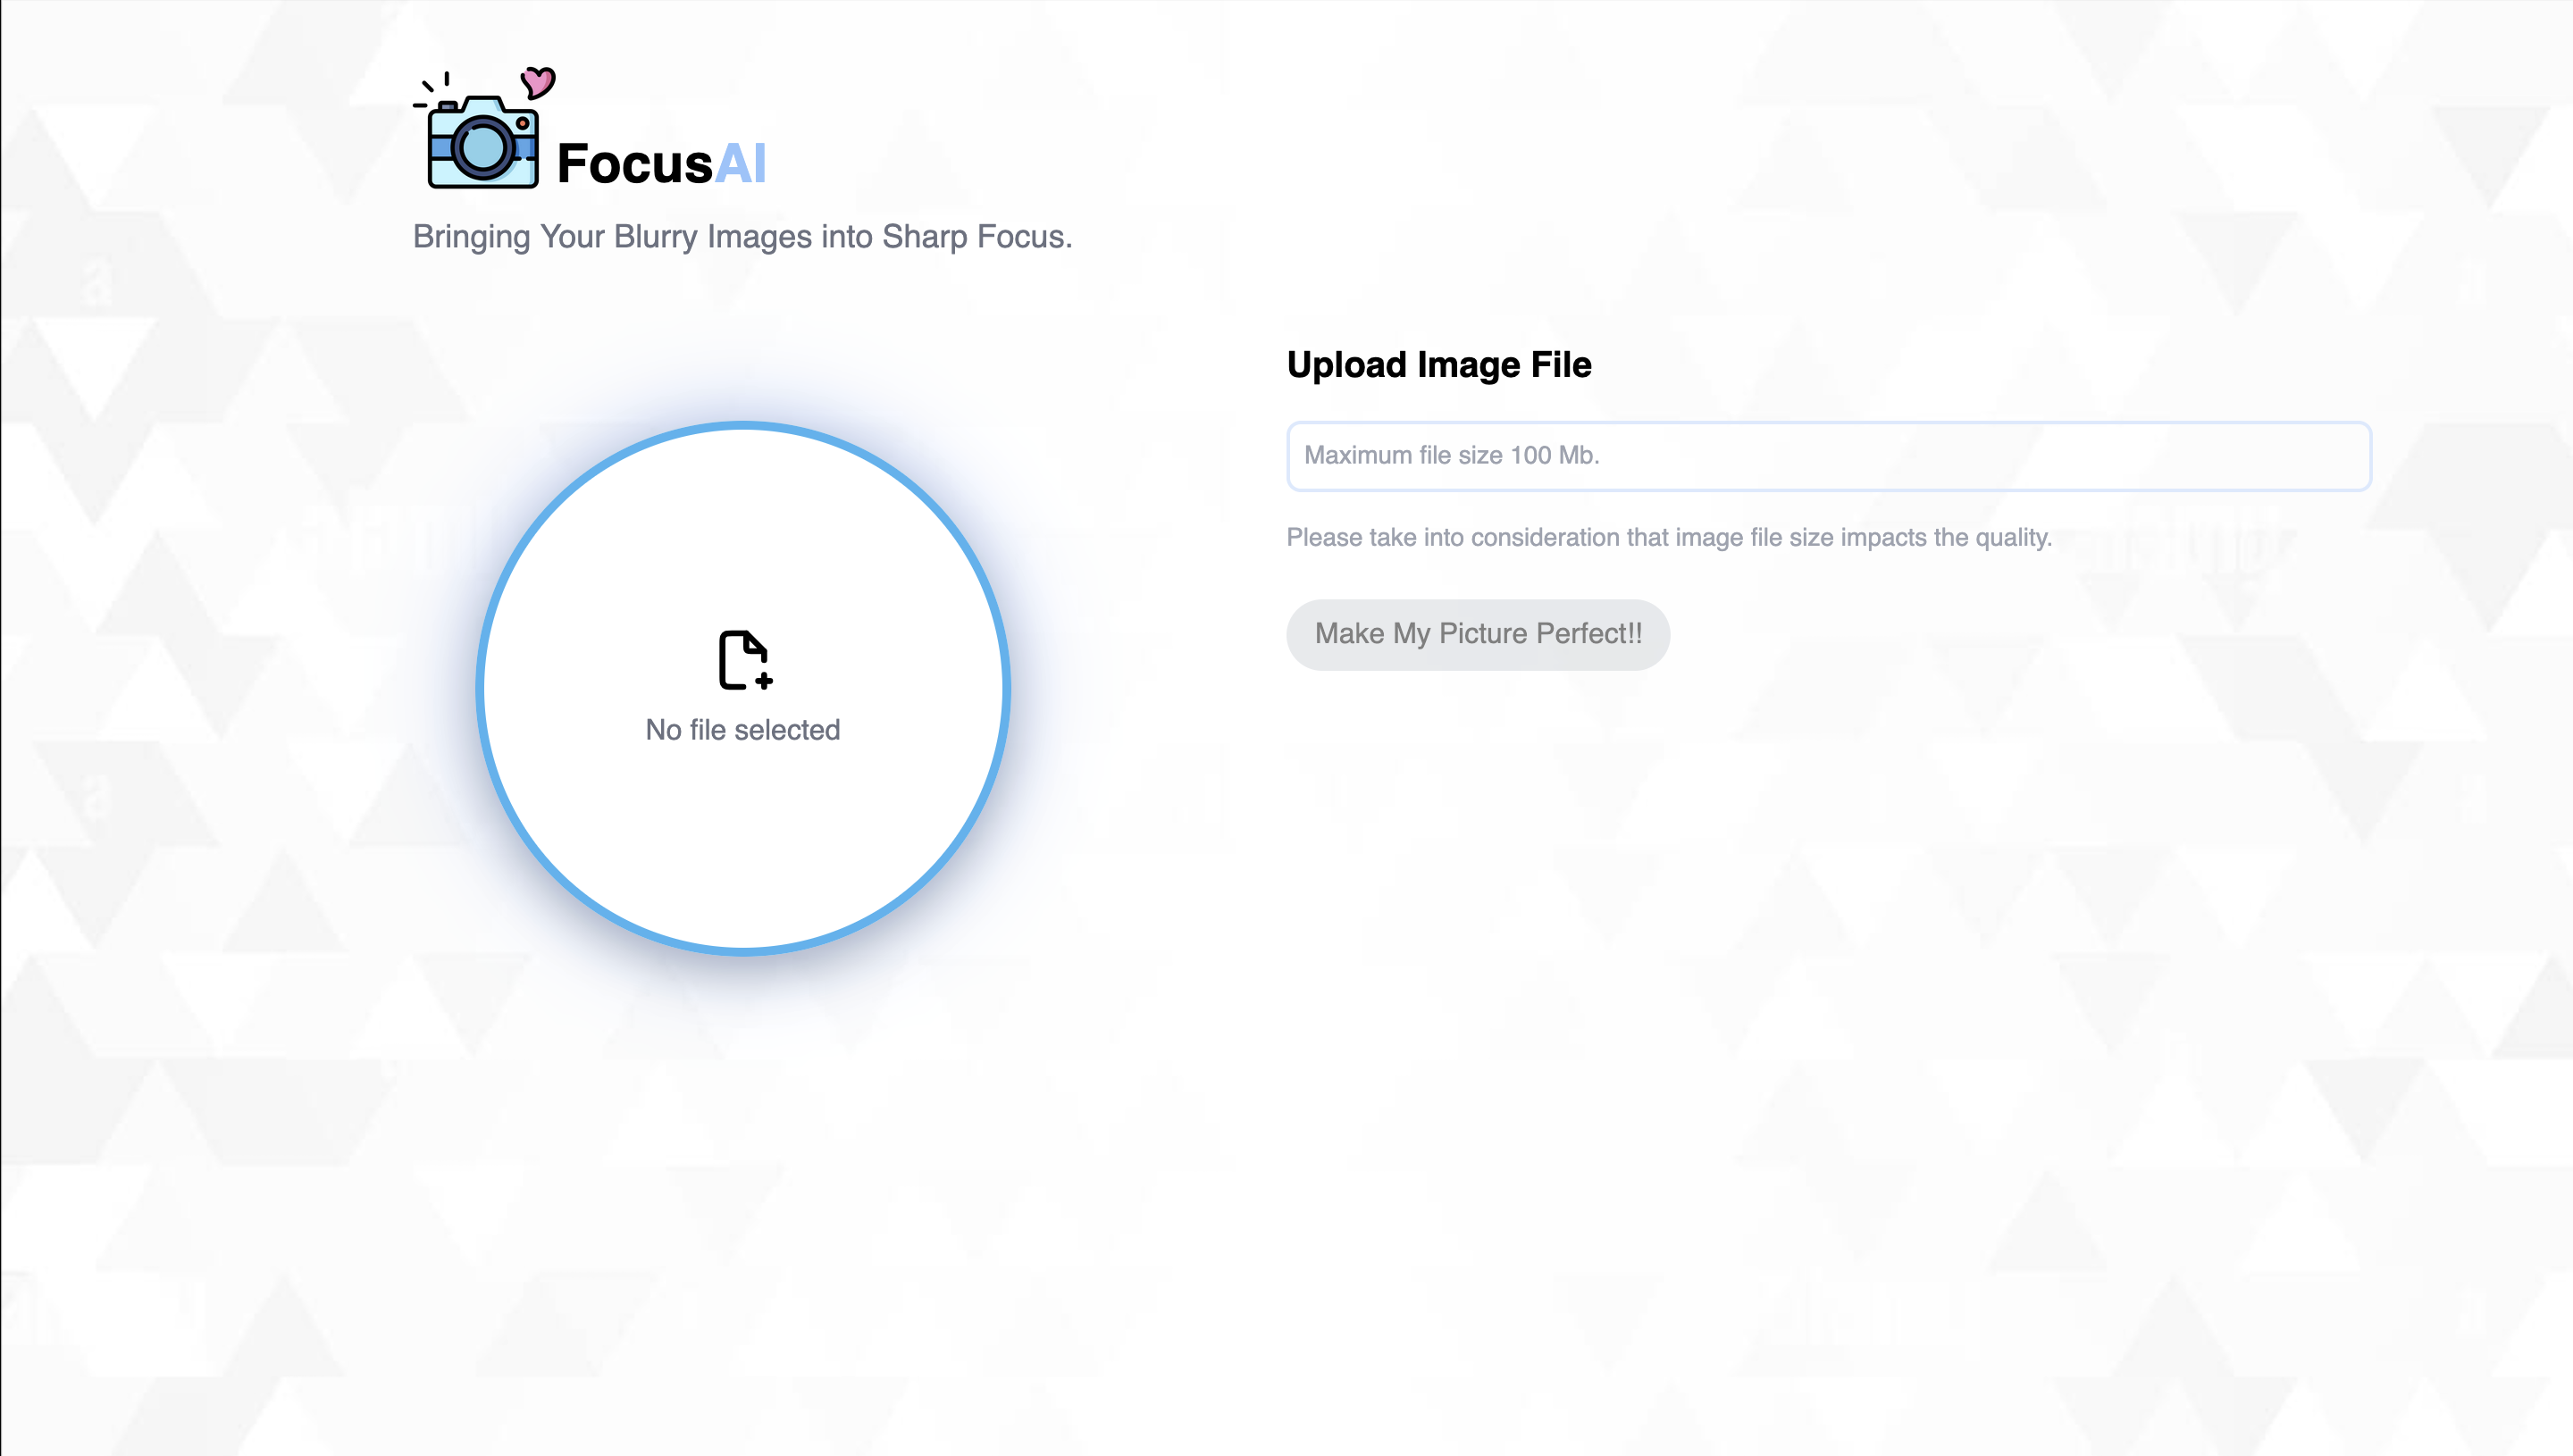 FocusAI
Bringing Your Blurry Images into Sharp Focus.
Upload Image File
Maximum file size 100 Mb.
Please take into consideration that image file size impacts the quality.
Make My Picture Perfect!!
No file selected